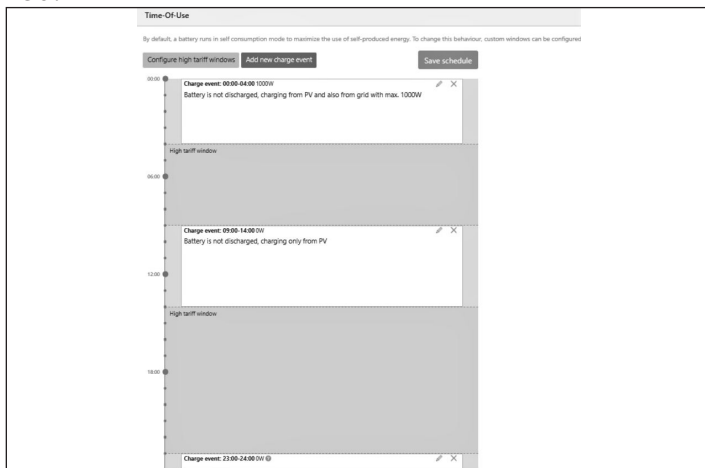 Time-Of-Use
By default, a battery runs in self consumption mode to maximize the use of self-produced energy. To change this behaviour, custom windows can be configured
Configure high tariff windows Add new charge event Save schedule
00:00
Charge event: 00:00-04:00 1000W
Battery is not discharged, charging from PV and also from grid with max. 1000W
High tariff window
06:00
Charge event: 09:00-14:00 0W
Battery is not discharged, charging only from PV
12:00
High tariff window
18:00
Charge event: 23:00-24:00 0W